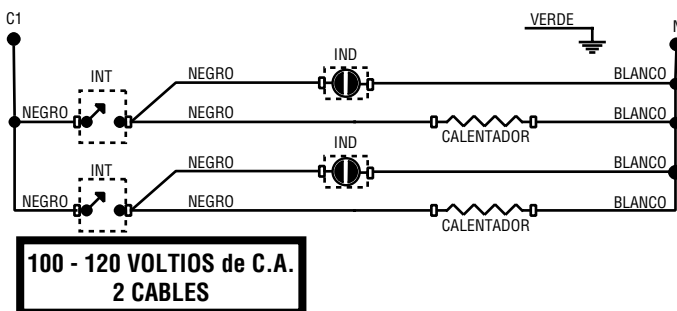 C1
VERDE
N
INT
NEGRO
IND
BLANCO
NEGRO
NEGRO
CALENTADOR
BLANCO
INT
NEGRO
IND
BLANCO
NEGRO
NEGRO
CALENTADOR
BLANCO
100 - 120 VOLTIOS de C.A.
2 CABLES